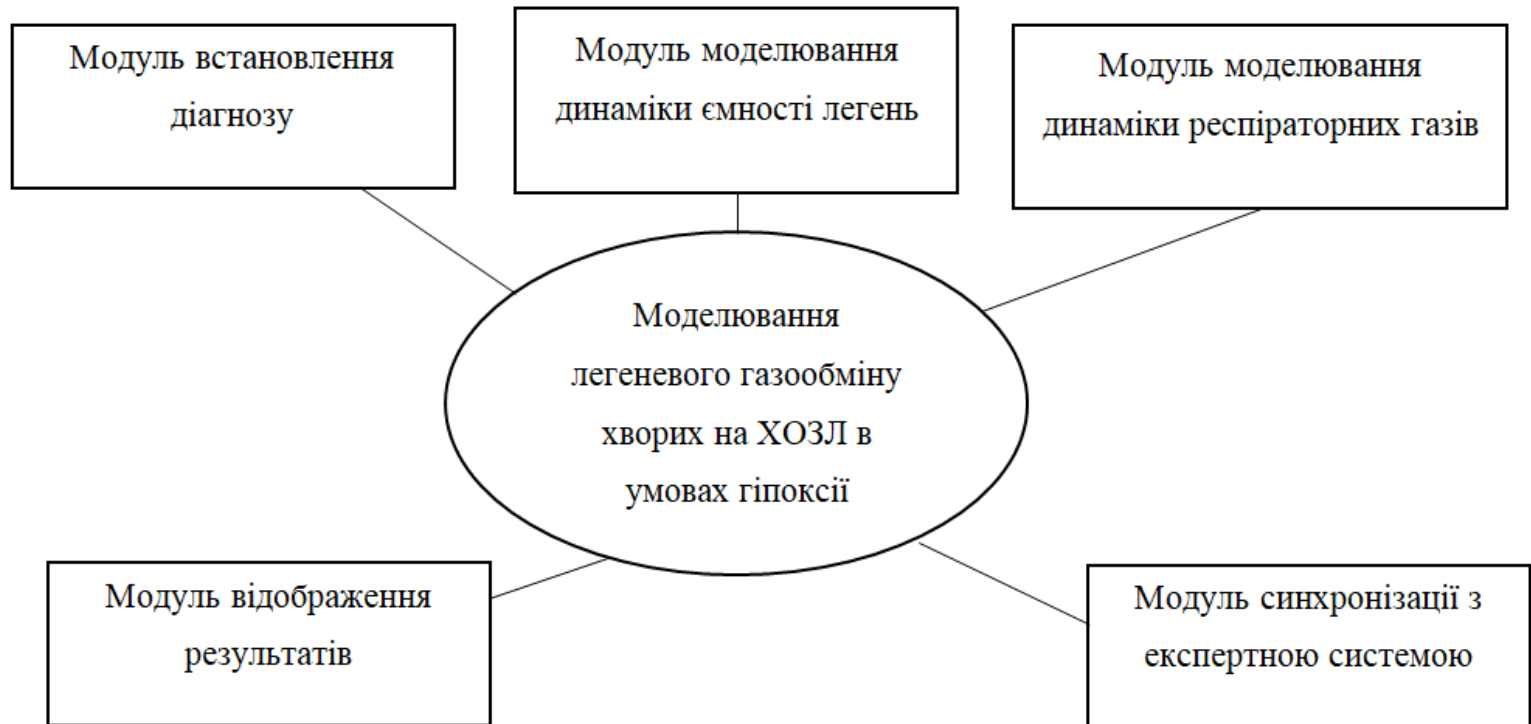 Модуль встановлення
діагнозу
Модуль моделювання
динаміки ємності легень
Модуль моделювання
динаміки респіраторних газів
Моделювання
легеневого газообміну
хворих на ХОЗЛ в
умовах гіпоксії
Модуль відображення
результатів
Модуль синхронізації з
експертною системою